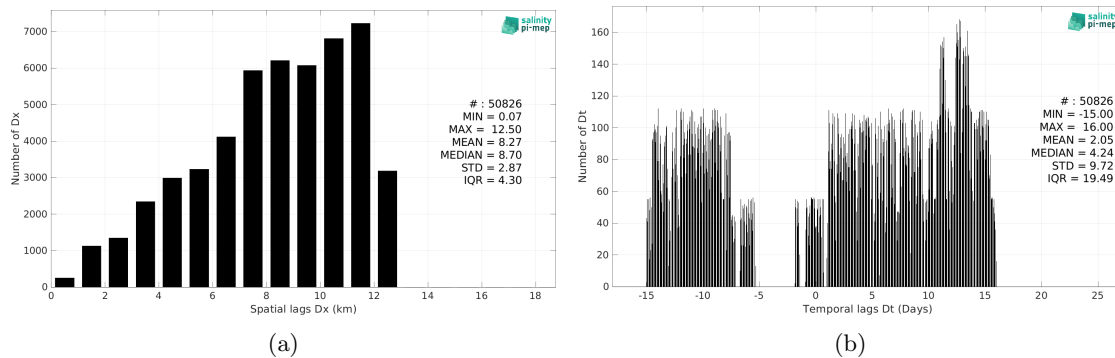 salinity
pi-mep
Number of Dx
7000
6000
5000
4000
3000
2000
1000
0
# : 50826
MIN = 0.07
MAX = 12.50
MEAN = 8.27
MEDIAN = 8.70
STD = 2.87
IQR = 4.30
0 2 4 6 8 10 12 14 16 18
Spatial lags Dx (km)
(a)
salinity
pi-mep
Number of Dt
160
140
120
100
80
60
40
20
0
# : 50826
MIN = -15.00
MAX = 16.00
MEAN = 2.05
MEDIAN = 4.24
STD = 9.72
IQR = 19.49
-15 -10 -5 0 5 10 15 20 25
Temporal lags Dt (Days)
(b)